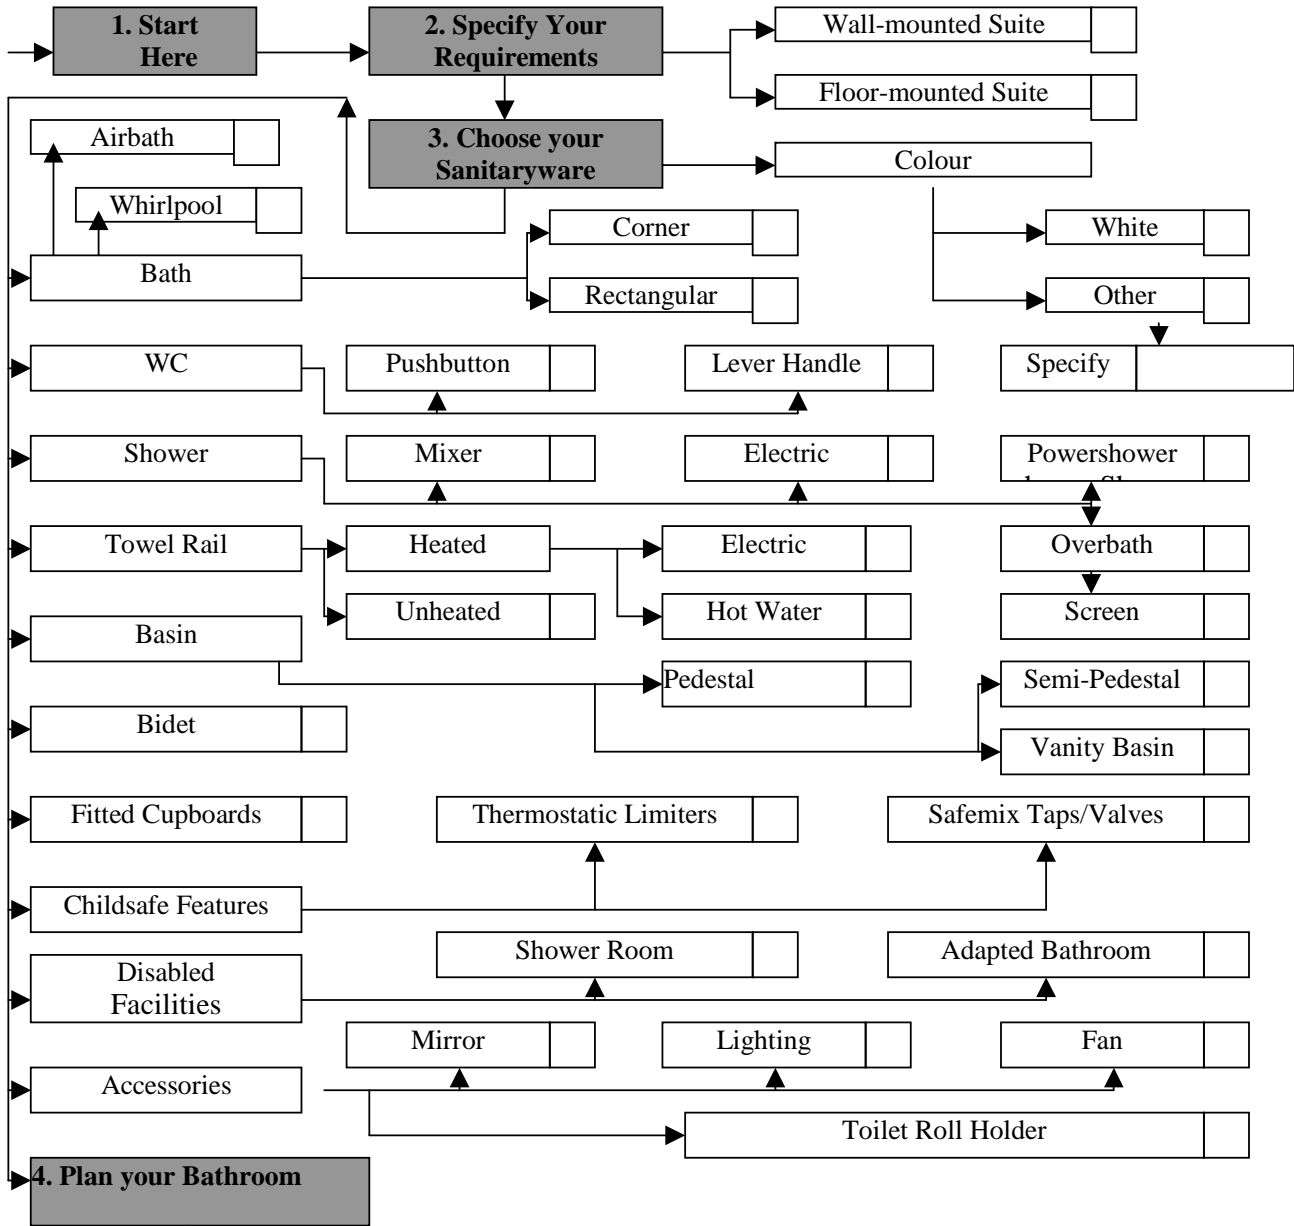 1. Start
Here
2. Specify Your
Requirements
Wall-mounted Suite
Floor-mounted Suite
3. Choose your
Sanitaryware
Colour
Airbath
Whirlpool
Corner
White
Bath
Rectangular
Other
WC
Pushbutton
Lever Handle
Specify
Shower
Mixer
Electric
Powershower
Towel Rail
Heated
Electric
Overbath
Unheated
Hot Water
Screen
Basin
Pedestal
Semi-Pedestal
Bidet
Vanity Basin
Fitted Cupboards
Thermostatic Limiters
Safemix Taps/Valves
Childsafe Features
Shower Room
Adapted Bathroom
Disabled
Facilities
Mirror
Lighting
Fan
Accessories
Toilet Roll Holder
4. Plan your Bathroom